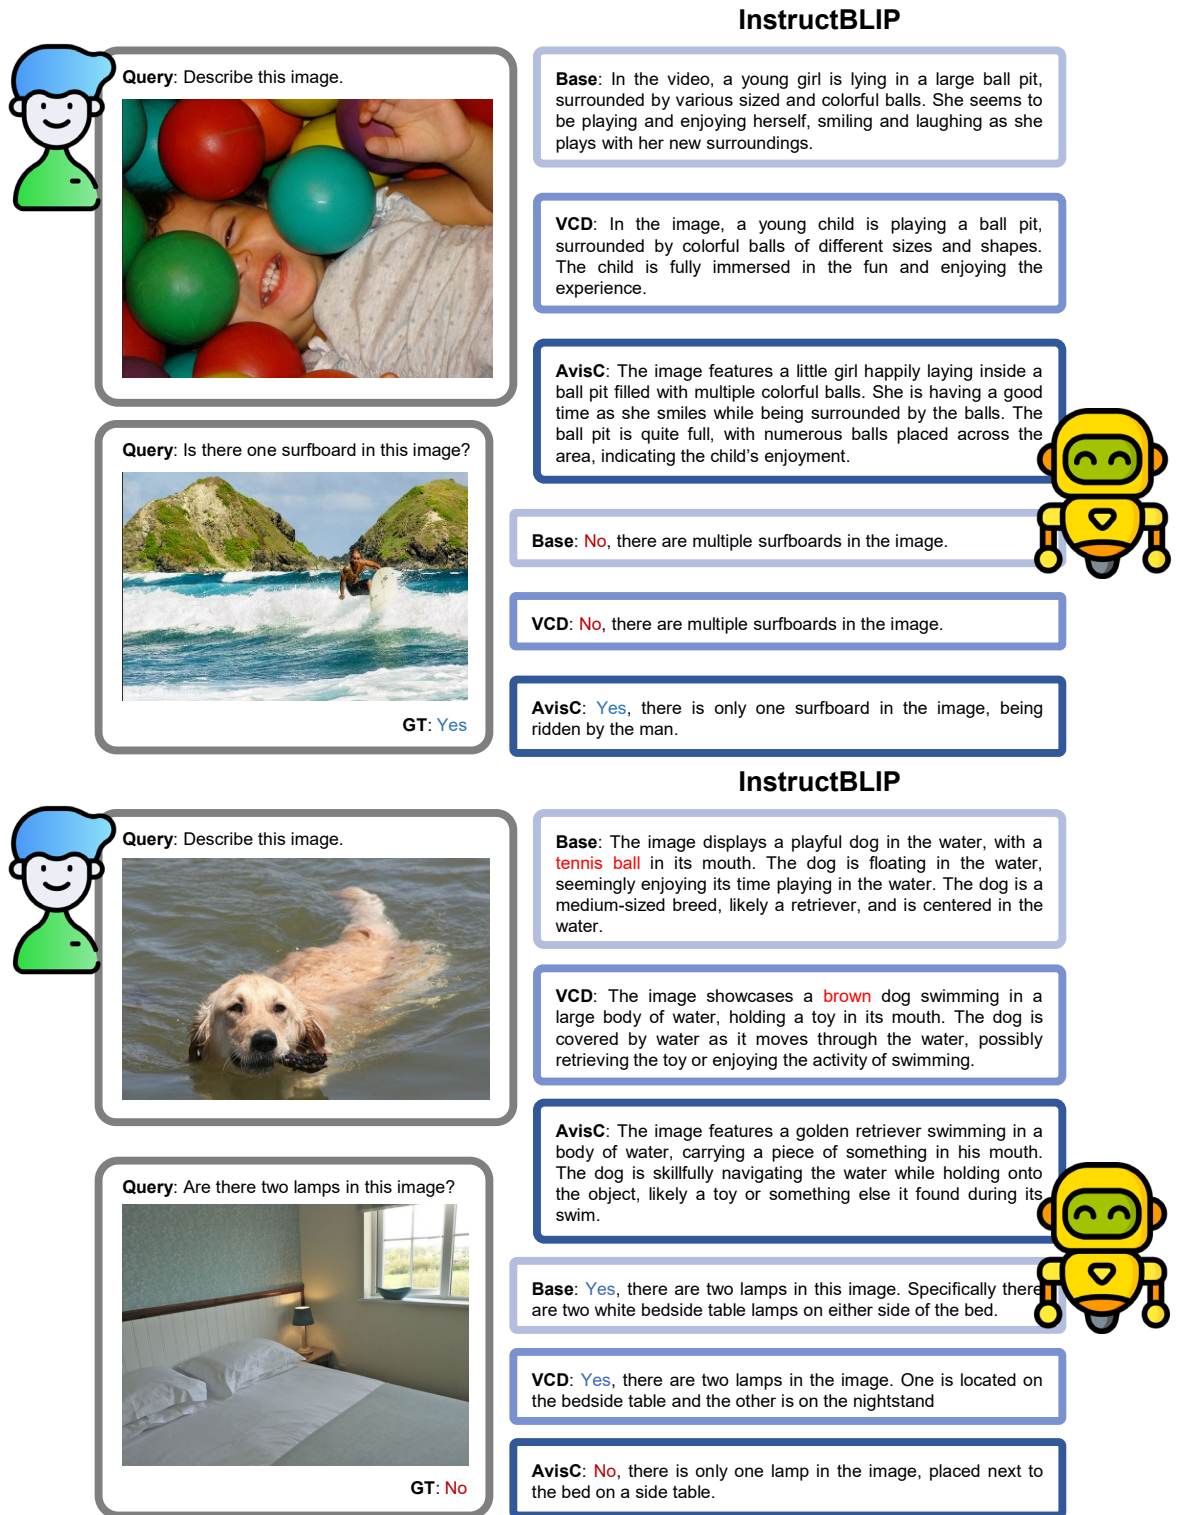 InstructBLIP
Query: Describe this image.
Base: In the video, a young girl is lying in a large ball pit,
surrounded by various sized and colorful balls. She seems to
be playing and enjoying herself, smiling and laughing as she
plays with her new surroundings.
VCD: In the image, a young child is playing a ball pit,
surrounded by colorful balls of different sizes and shapes.
The child is fully immersed in the fun and enjoying the
experience.
AvisC: The image features a little girl happily laying inside a
ball pit filled with multiple colorful balls. She is having a good
time as she smiles while being surrounded by the balls. The
ball pit is quite full, with numerous balls placed across the
area, indicating the child's enjoyment.
Query: Is there one surfboard in this image?
GT: Yes
Base: No, there are multiple surfboards in the image.
VCD: No, there are multiple surfboards in the image.
AvisC: Yes, there is only one surfboard in the image, being
ridden by the man.
InstructBLIP
Query: Describe this image.
Base: The image displays a playful dog in the water, with a
tennis ball in its mouth. The dog is floating in the water,
seemingly enjoying its time playing in the water. The dog is a
medium-sized breed, likely a retriever, and is centered in the
water.
VCD: The image showcases a brown dog swimming in a
large body of water, holding a toy in its mouth. The dog is
covered by water as it moves through the water, possibly
retrieving the toy or enjoying the activity of swimming.
AvisC: The image features a golden retriever swimming in a
body of water, carrying a piece of something in his mouth.
The dog is skillfully navigating the water while holding onto
the object, likely a toy or something else it found during its
swim.
Query: Are there two lamps in this image?
GT: No
Base: Yes, there are two lamps in this image. Specifically there
are two white bedside table lamps on either side of the bed.
VCD: Yes, there are two lamps in the image. One is located on
the bedside table and the other is on the nightstand
AvisC: No, there is only one lamp in the image, placed next to
the bed on a side table.